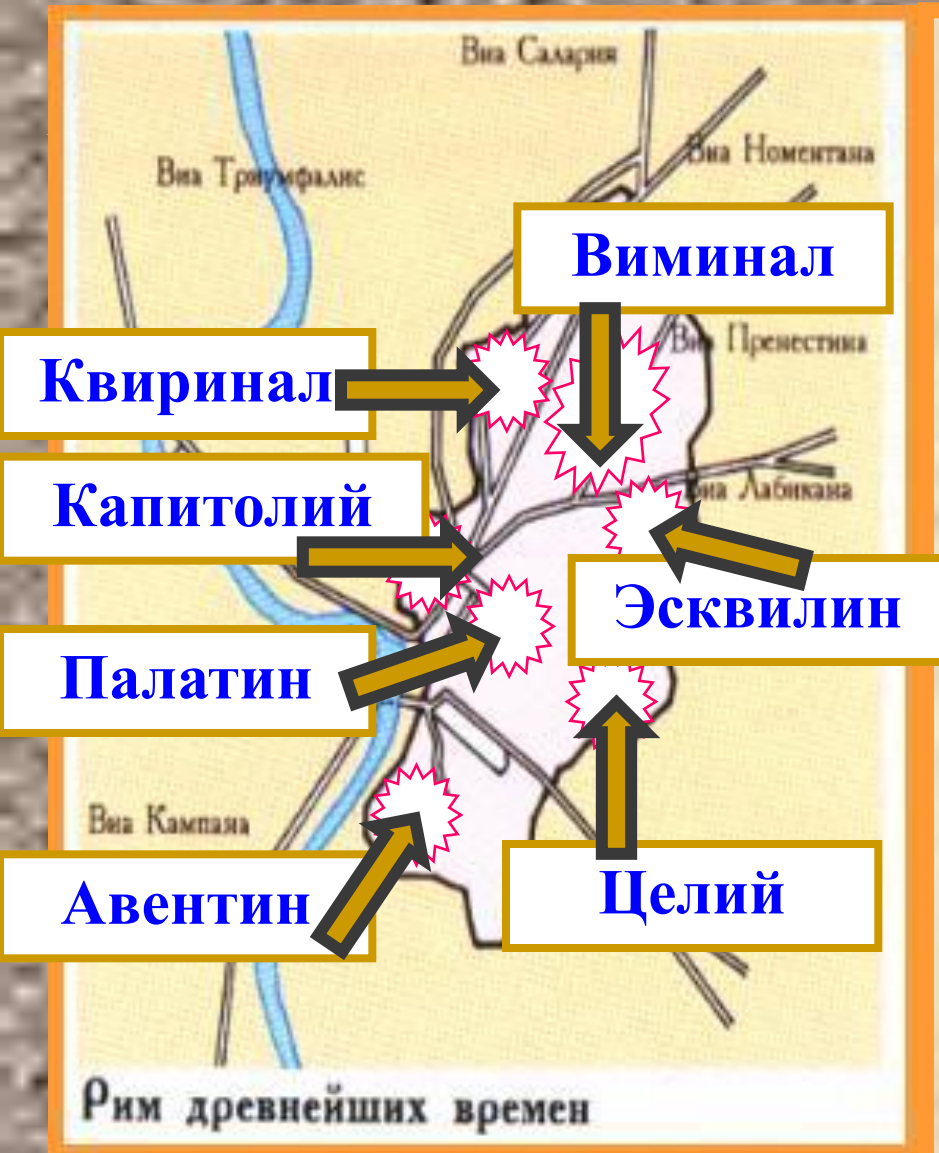 Виа Салария
Виа Номентана
Виа Триумфалис
Виминал
Виа Пренестина
Квиринал
Капитолий
Виа Лабикана
Эсквилин
Палатин
Виа Кампана
Авентин
Целий
Рим древнейших времен